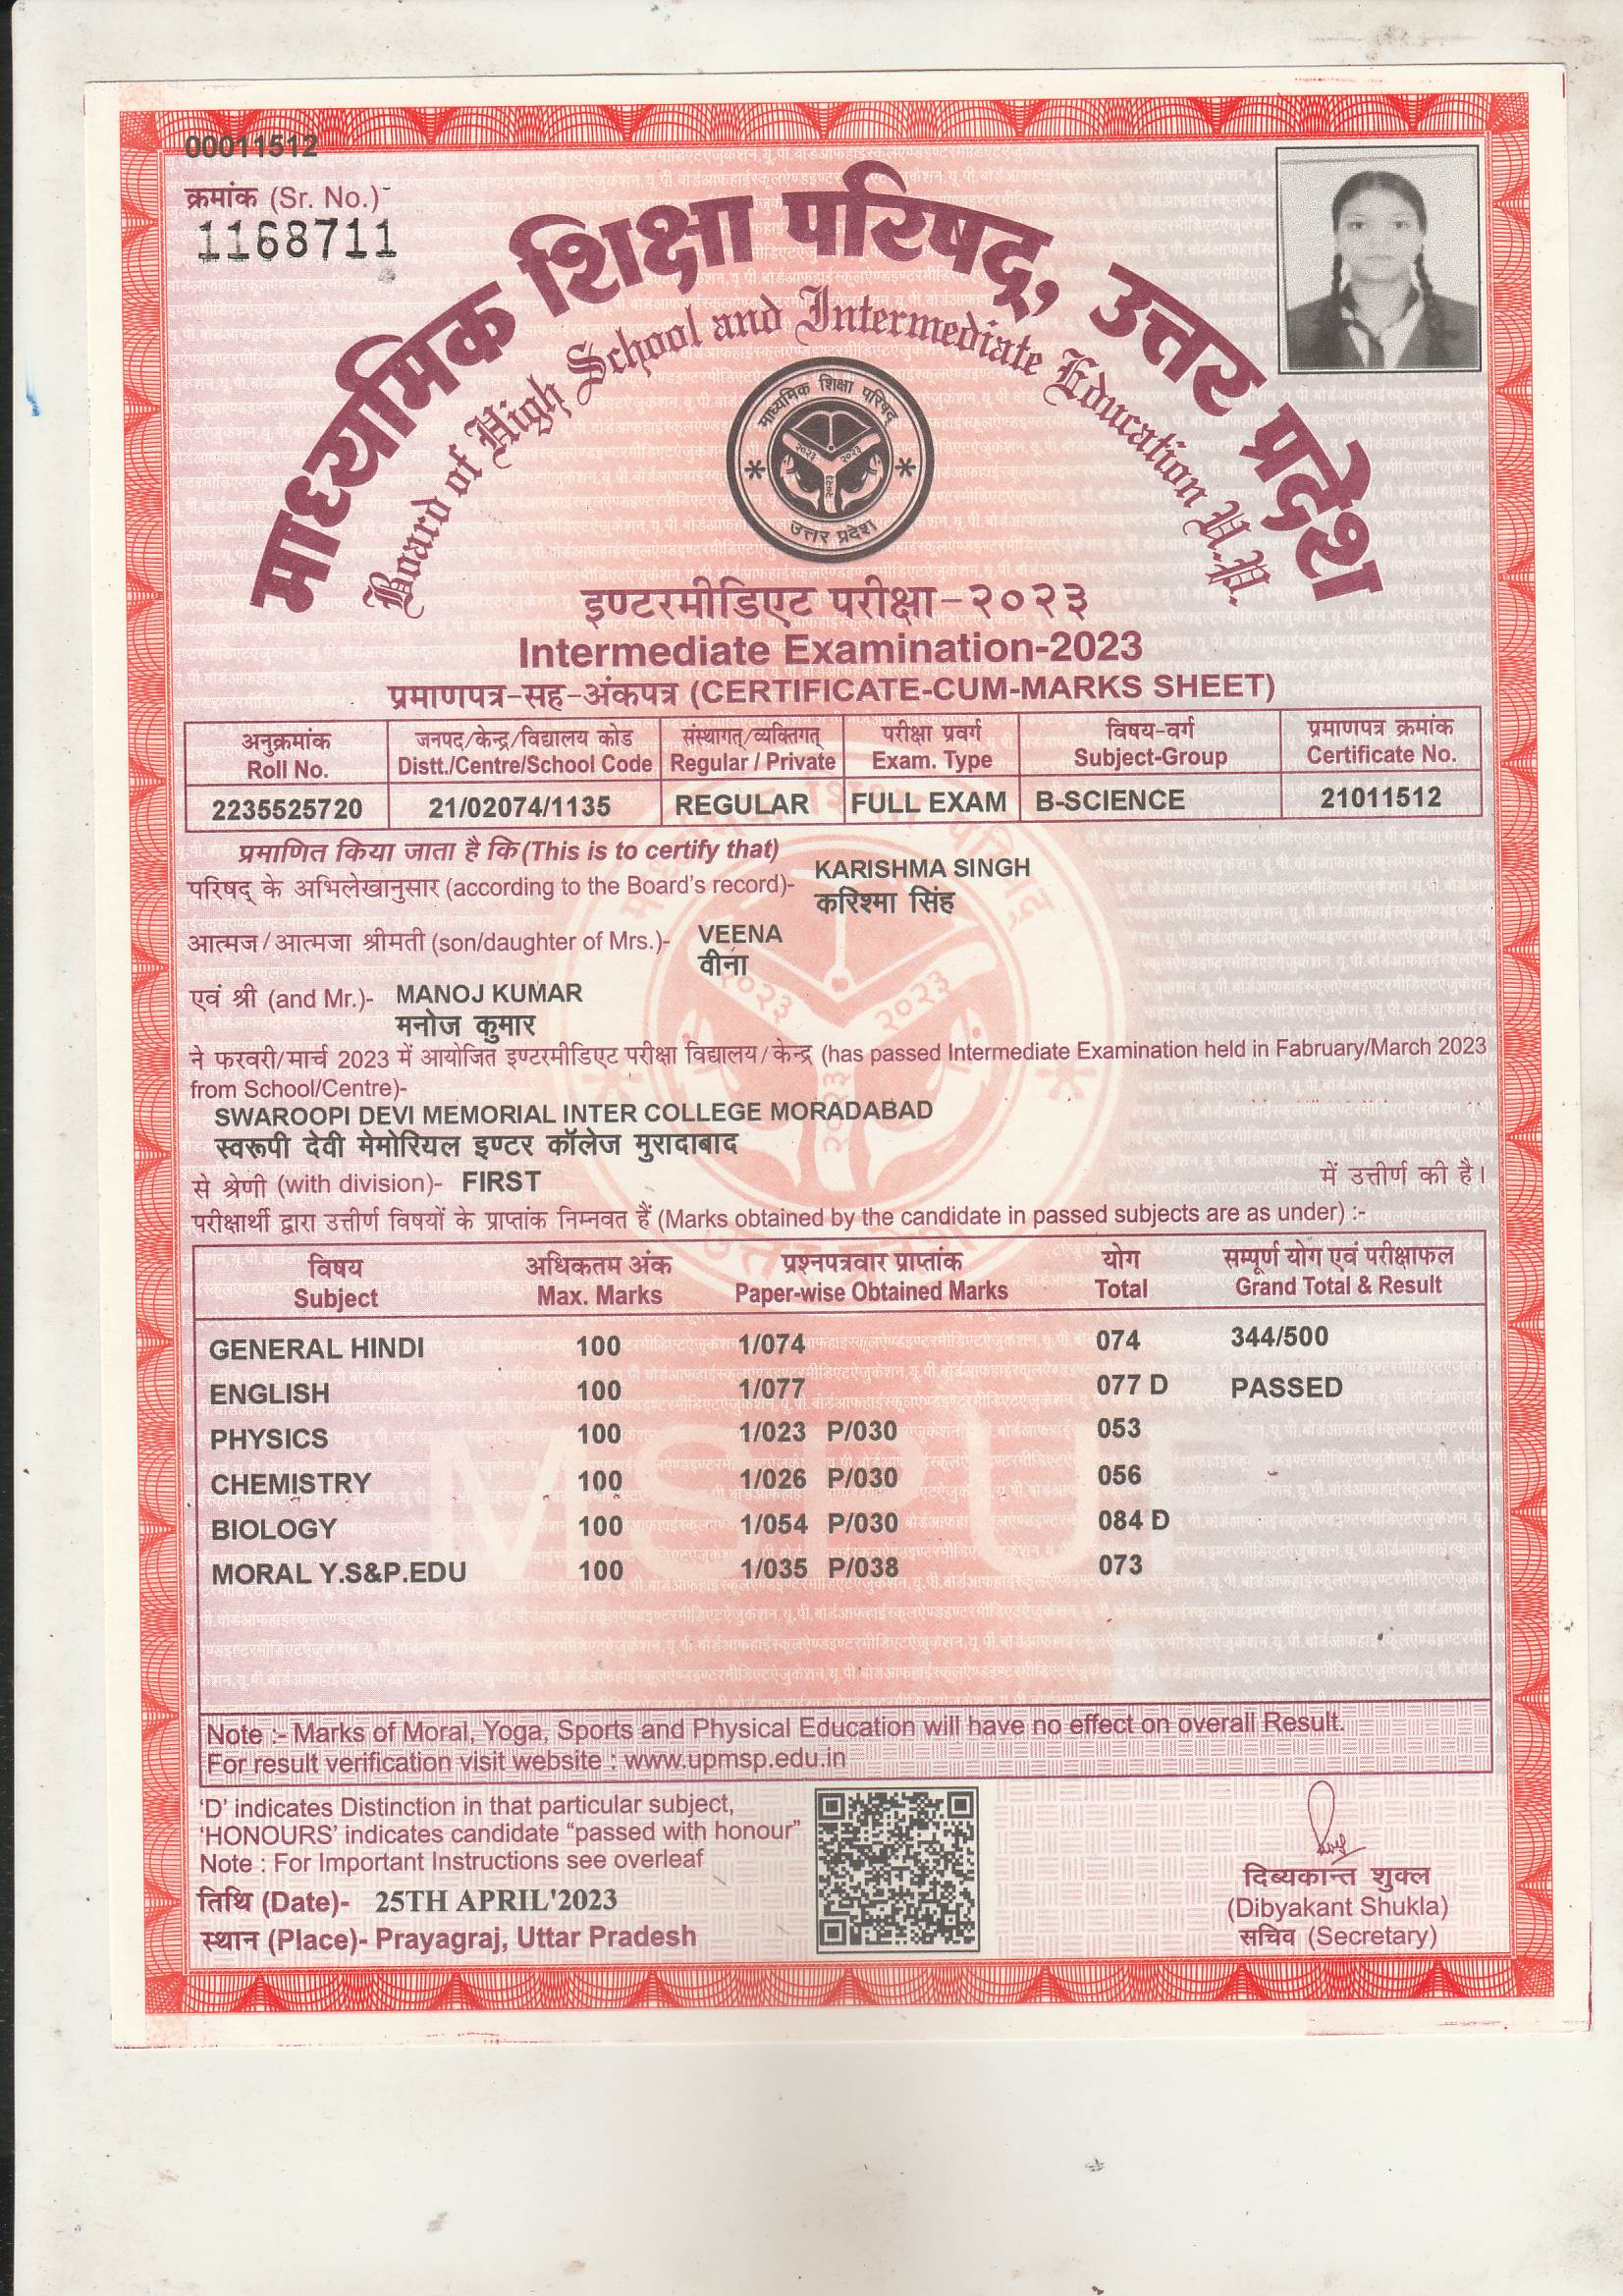 00011512
क्रमांक (Sr. No.)-
1168711
माध्यमिक शिक्षा परिषद्, उत्तर प्रदेश
Board of High School and Intermediate Education U.P.
माध्यमिक शिक्षा परिषद्
२०२३ २०२३
२०२३
उत्तर प्रदेश
इण्टरमीडिएट परीक्षा-२०२३
Intermediate Examination-2023
प्रमाणपत्र-सह-अंकपत्र (CERTIFICATE-CUM-MARKS SHEET)
अनुक्रमांक जनपद/केन्द्र/विद्यालय कोड संस्थागत्/व्यक्तिगत् परीक्षा प्रवर्ग विषय-वर्ग प्रमाणपत्र क्रमांक
Roll No. Distt./Centre/School Code Regular / Private Exam. Type Subject-Group Certificate No.
2235525720 21/02074/1135 REGULAR FULL EXAM B-SCIENCE 21011512
प्रमाणित किया जाता है कि (This is to certify that)
परिषद् के अभिलेखानुसार (according to the Board's record)- KARISHMA SINGH
करिश्मा सिंह
आत्मज/आत्मजा श्रीमती (son/daughter of Mrs.)- VEENA
वीना
एवं श्री (and Mr.)- MANOJ KUMAR
मनोज कुमार
ने फरवरी/मार्च 2023 में आयोजित इण्टरमीडिएट परीक्षा विद्यालय/केन्द्र (has passed Intermediate Examination held in Fabruary/March 2023
from School/Centre)-
SWAROOPI DEVI MEMORIAL INTER COLLEGE MORADABAD
स्वरूपी देवी मेमोरियल इण्टर कॉलेज मुरादाबाद
से श्रेणी (with division)- FIRST में उत्तीर्ण की है।
परीक्षार्थी द्वारा उत्तीर्ण विषयों के प्राप्तांक निम्नवत हैं (Marks obtained by the candidate in passed subjects are as under) :-
विषय अधिकतम अंक प्रश्नपत्रवार प्राप्तांक योग सम्पूर्ण योग एवं परीक्षाफल
Subject Max. Marks Paper-wise Obtained Marks Total Grand Total & Result
GENERAL HINDI 100 1/074 074 344/500
ENGLISH 100 1/077 077 D PASSED
PHYSICS 100 1/023 P/030 053
CHEMISTRY 100 1/026 P/030 056
BIOLOGY 100 1/054 P/030 084 D
MORAL Y.S&P.EDU 100 1/035 P/038 073
MSPUP
Note :- Marks of Moral, Yoga, Sports and Physical Education will have no effect on overall Result.
For result verification visit website : www.upmsp.edu.in
'D' indicates Distinction in that particular subject,
'HONOURS' indicates candidate "passed with honour"
Note : For Important Instructions see overleaf
तिथि (Date)- 25TH APRIL'2023
स्थान (Place)- Prayagraj, Uttar Pradesh
दिब्यकान्त शुक्ल
(Dibyakant Shukla)
सचिव (Secretary)